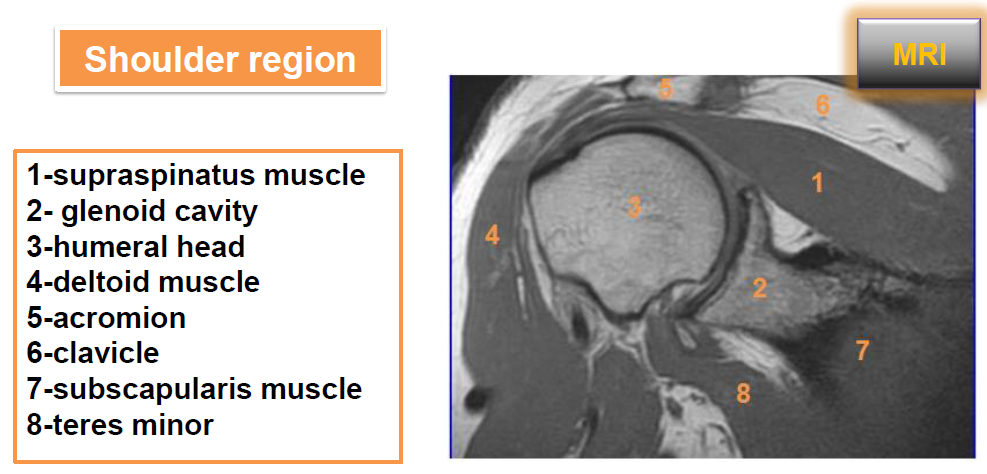 Shoulder region
MRI
1-supraspinatus muscle
2- glenoid cavity
3-humeral head
4-deltoid muscle
5-acromion
6-clavicle
7-subscapularis muscle
8-teres minor
5
6
1
3
4
2
7
8